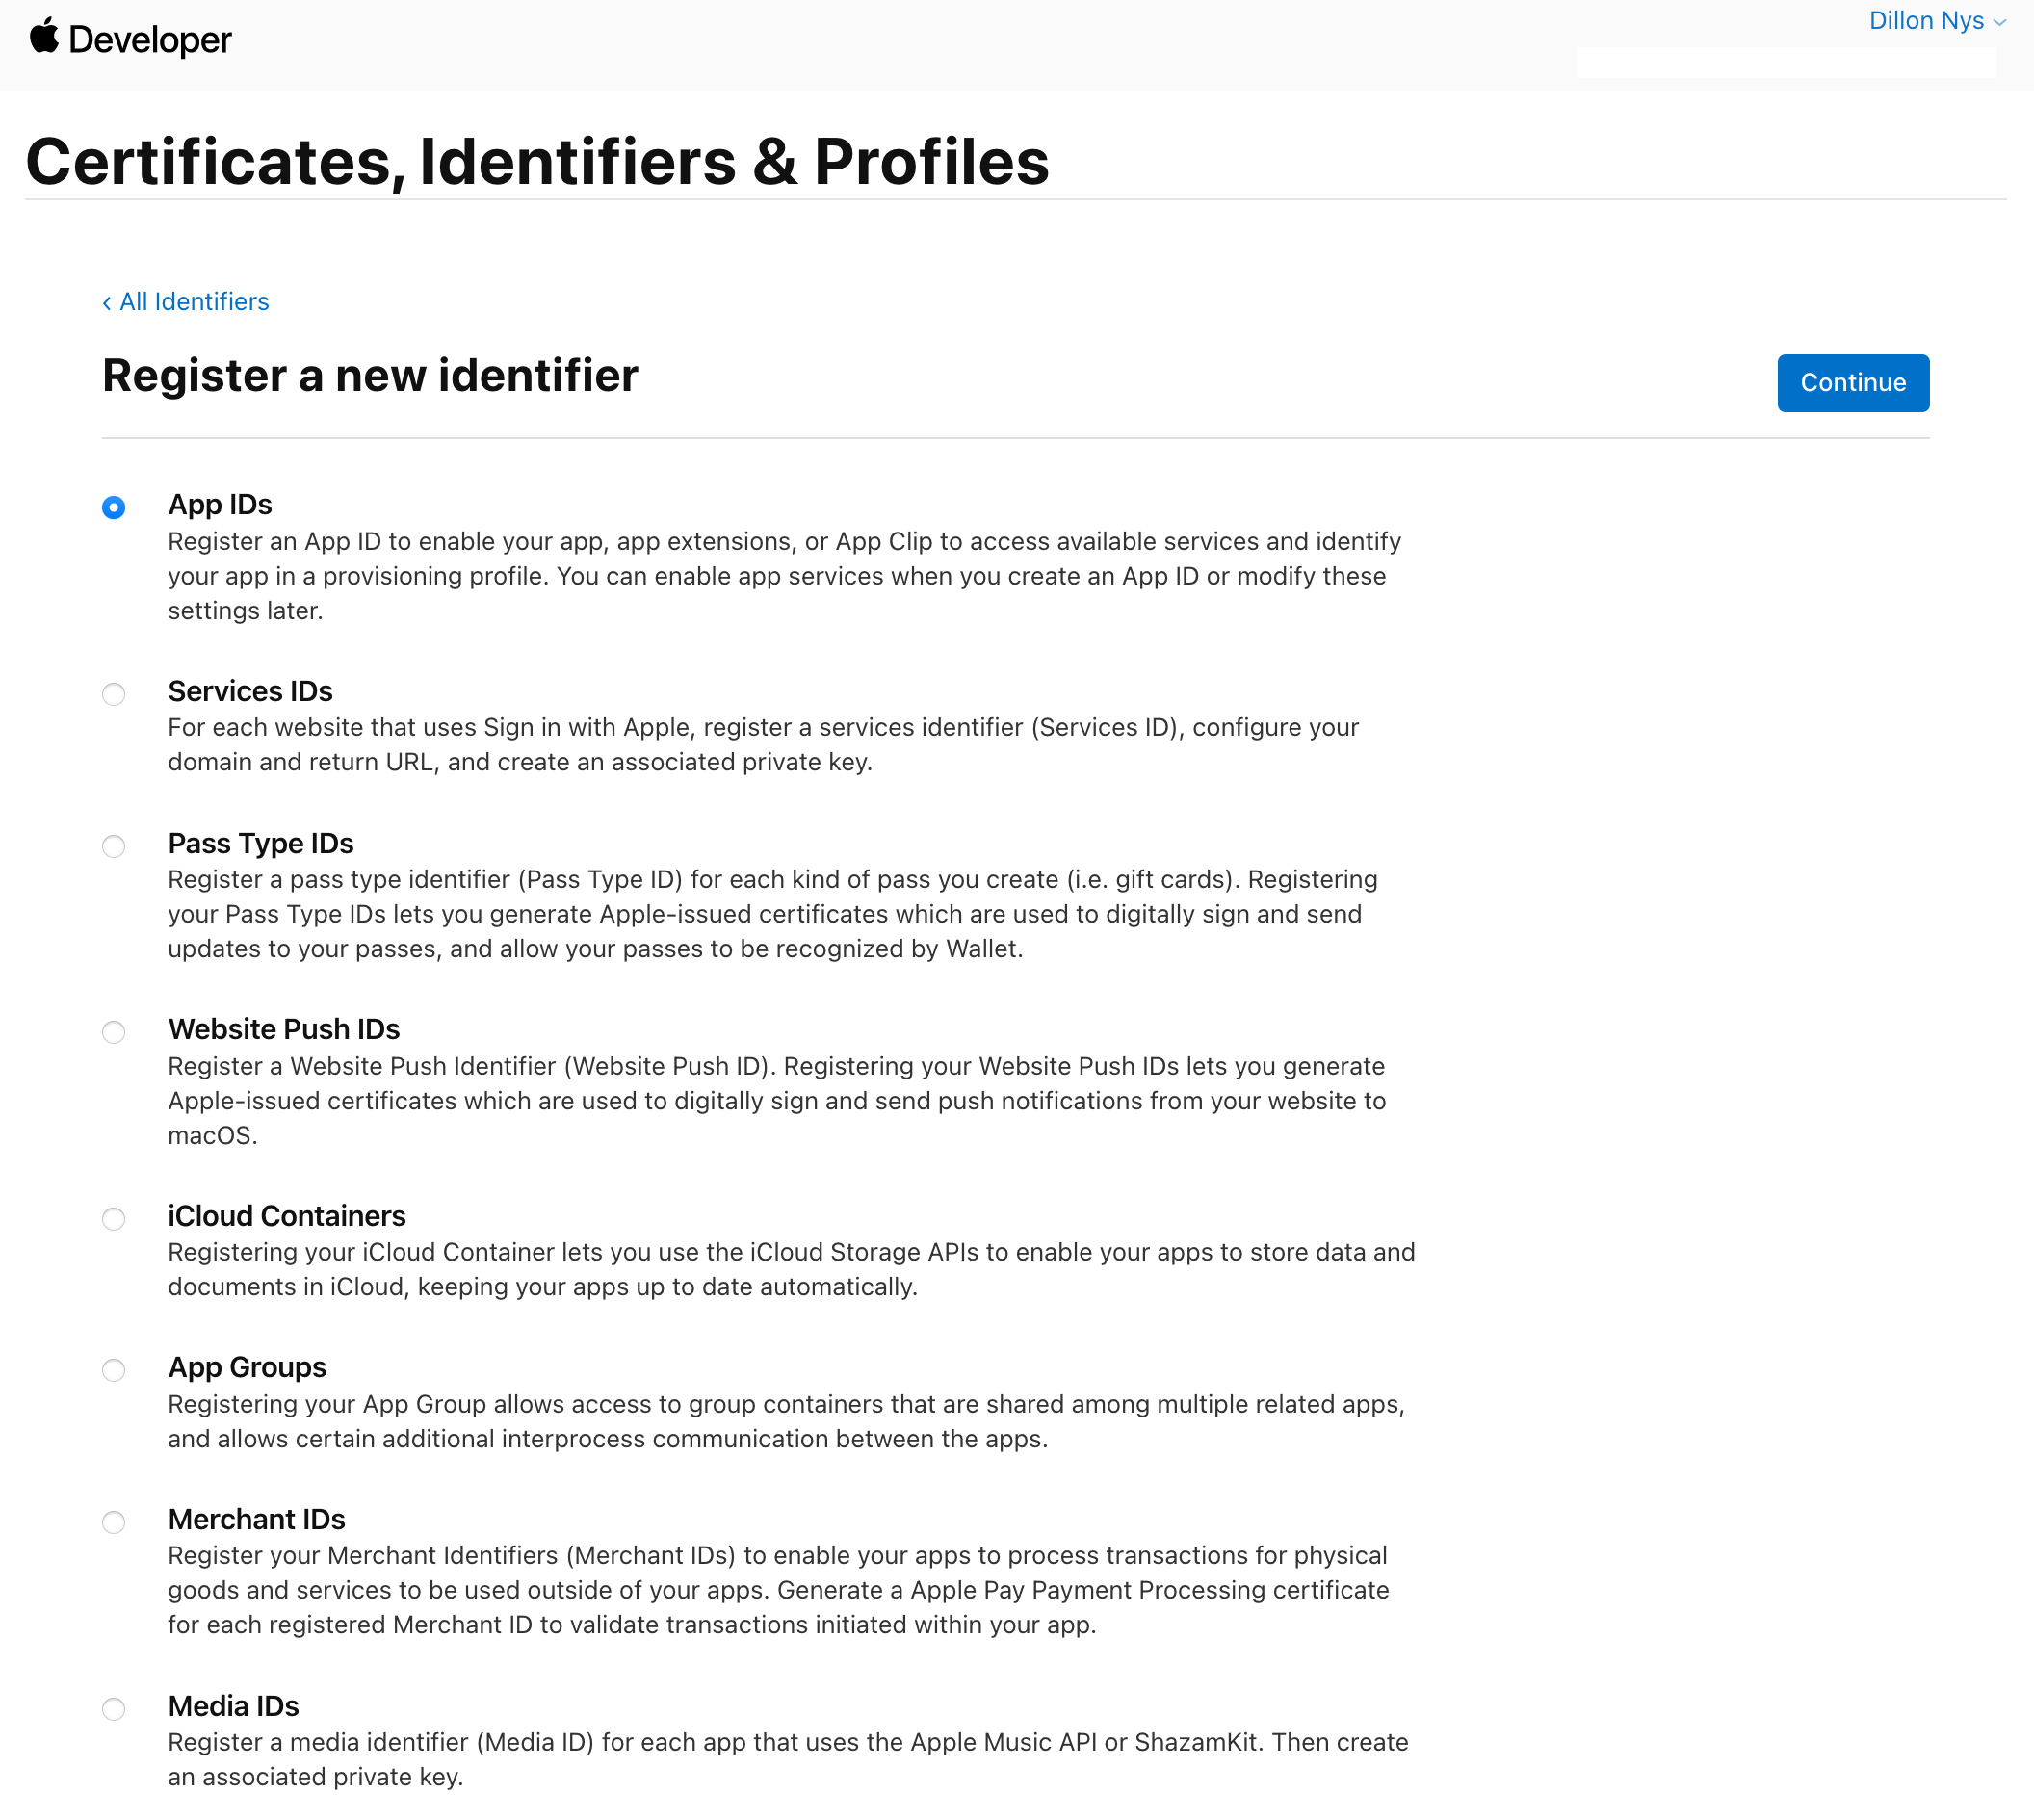 Developer
Dillon Nys
Certificates, Identifiers & Profiles
‹ All Identifiers
Register a new identifier
Continue
App IDs
Register an App ID to enable your app, app extensions, or App Clip to access available services and identify
your app in a provisioning profile. You can enable app services when you create an App ID or modify these
settings later.
Services IDs
For each website that uses Sign in with Apple, register a services identifier (Services ID), configure your
domain and return URL, and create an associated private key.
Pass Type IDs
Register a pass type identifier (Pass Type ID) for each kind of pass you create (i.e. gift cards). Registering
your Pass Type IDs lets you generate Apple-issued certificates which are used to digitally sign and send
updates to your passes, and allow your passes to be recognized by Wallet.
Website Push IDs
Register a Website Push Identifier (Website Push ID). Registering your Website Push IDs lets you generate
Apple-issued certificates which are used to digitally sign and send push notifications from your website to
macOS.
iCloud Containers
Registering your iCloud Container lets you use the iCloud Storage APIs to enable your apps to store data and
documents in iCloud, keeping your apps up to date automatically.
App Groups
Registering your App Group allows access to group containers that are shared among multiple related apps,
and allows certain additional interprocess communication between the apps.
Merchant IDs
Register your Merchant Identifiers (Merchant IDs) to enable your apps to process transactions for physical
goods and services to be used outside of your apps. Generate a Apple Pay Payment Processing certificate
for each registered Merchant ID to validate transactions initiated within your app.
Media IDs
Register a media identifier (Media ID) for each app that uses the Apple Music API or ShazamKit. Then create
an associated private key.